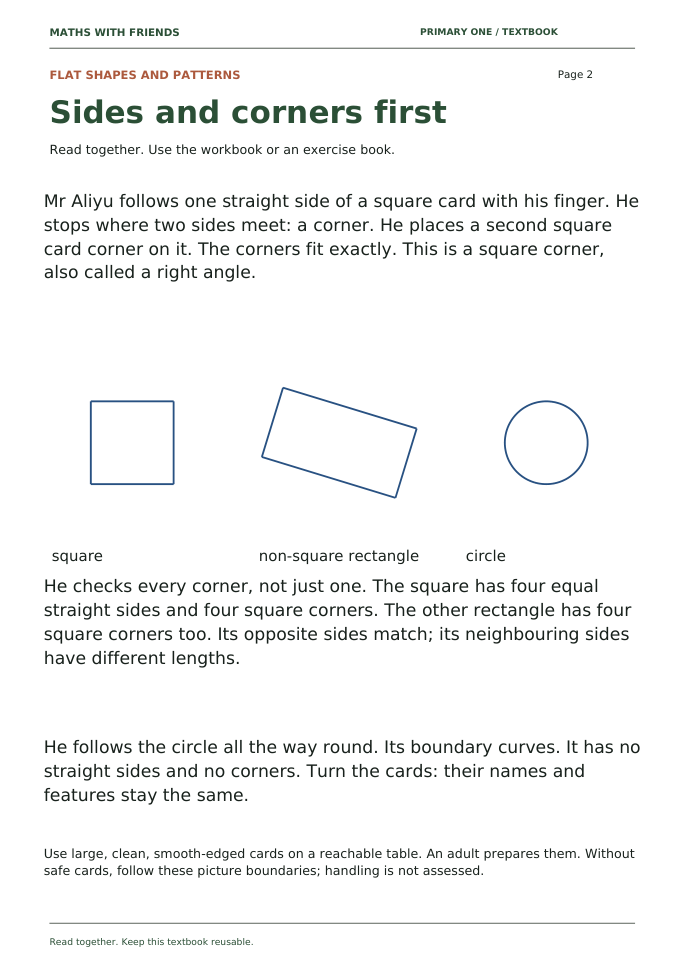 MATHS WITH FRIENDS
PRIMARY ONE / TEXTBOOK
FLAT SHAPES AND PATTERNS
Page 2
Sides and corners first
Read together. Use the workbook or an exercise book.
Mr Aliyu follows one straight side of a square card with his finger. He
stops where two sides meet: a corner. He places a second square
card corner on it. The corners fit exactly. This is a square corner,
also called a right angle.
square
non-square rectangle
circle
He checks every corner, not just one. The square has four equal
straight sides and four square corners. The other rectangle has four
square corners too. Its opposite sides match; its neighbouring sides
have different lengths.
He follows the circle all the way round. Its boundary curves. It has no
straight sides and no corners. Turn the cards: their names and
features stay the same.
Use large, clean, smooth-edged cards on a reachable table. An adult prepares them. Without
safe cards, follow these picture boundaries; handling is not assessed.
Read together. Keep this textbook reusable.